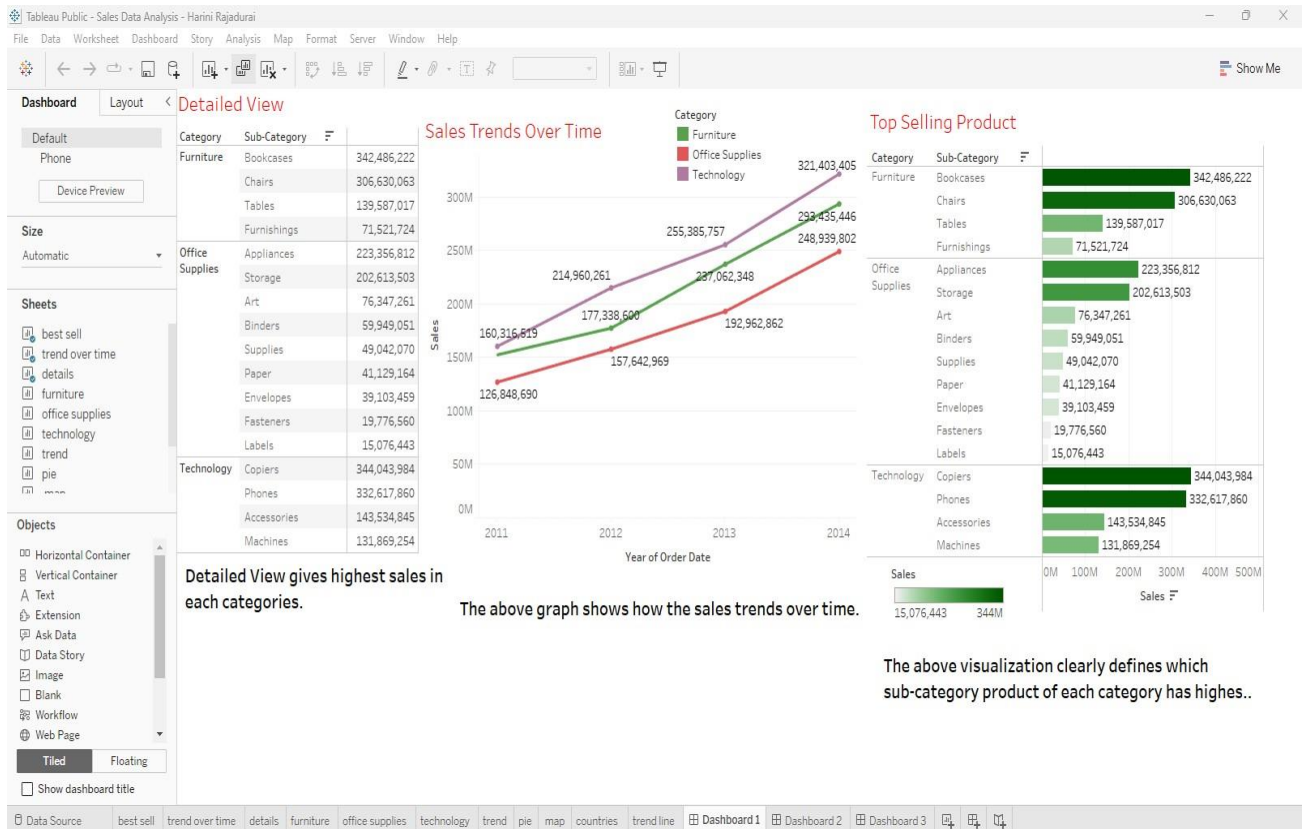 Tableau Public - Sales Data Analysis - Harini Rajadurai
File Data Worksheet Dashboard Story Analysis Map Format Server Window Help
Show Me
Dashboard Layout
Default
Phone
Device Preview
Size
Automatic
Sheets
best sell
trend over time
details
furniture
office supplies
technology
trend
pie
Objects
Horizontal Container
Vertical Container
Text
Extension
Ask Data
Data Story
Image
Blank
Workflow
Web Page
Tiled Floating
Show dashboard title
Detailed View
Category Sub-Category
Furniture Bookcases 342,486,222
Chairs 306,630,063
Tables 139,587,017
Furnishings 71,521,724
Office Supplies Appliances 223,356,812
Storage 202,613,503
Art 76,347,261
Binders 59,949,051
Supplies 49,042,070
Paper 41,129,164
Envelopes 39,103,459
Fasteners 19,776,560
Labels 15,076,443
Technology Copiers 344,043,984
Phones 332,617,860
Accessories 143,534,845
Machines 131,869,254
Detailed View gives highest sales in
each categories.
Sales Trends Over Time
Category
Furniture
Office Supplies
Technology
321,403,405
300M
293,435,446
255,385,757
250M
248,939,802
214,960,261
237,062,348
200M
177,338,600
192,962,862
160,316,519
Sales
150M
157,642,969
126,848,690
100M
50M
0M
2011 2012 2013 2014
Year of Order Date
The above graph shows how the sales trends over time.
Top Selling Product
Category Sub-Category
Furniture Bookcases 342,486,222
Chairs 306,630,063
Tables 139,587,017
Furnishings 71,521,724
Office Supplies Appliances 223,356,812
Storage 202,613,503
Art 76,347,261
Binders 59,949,051
Supplies 49,042,070
Paper 41,129,164
Envelopes 39,103,459
Fasteners 19,776,560
Labels 15,076,443
Technology Copiers 344,043,984
Phones 332,617,860
Accessories 143,534,845
Machines 131,869,254
0M 100M 200M 300M 400M 500M
Sales
Sales
15,076,443 344M
The above visualization clearly defines which
sub-category product of each category has highes..
Data Source best sell trend over time details furniture office supplies technology trend pie map countries trend line Dashboard 1 Dashboard 2 Dashboard 3